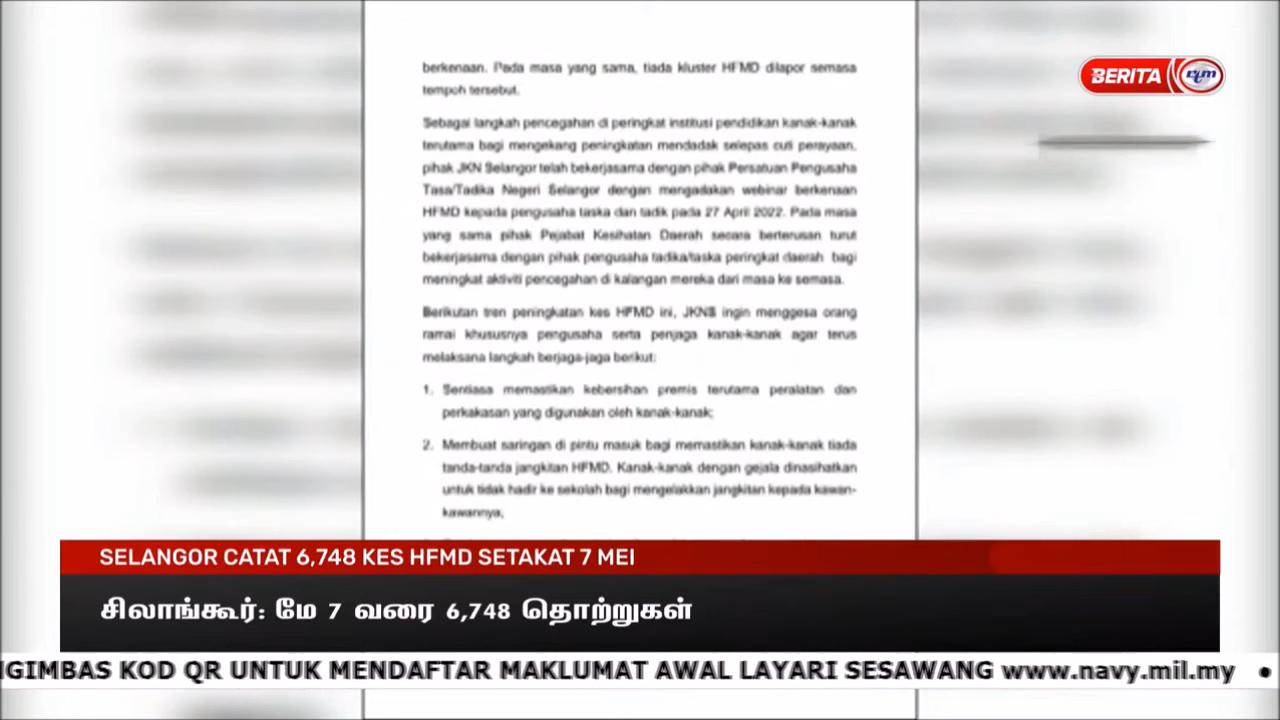 berkenaan. Pada masa yang sama, tiada kluster HFMD dilapor semasa
tempoh tersebut.
Sebagai langkah pencegahan di peringkat institusi pendidikan kanak-kanak
terutama bagi mengekang peningkatan mendadak selepas cuti perayaan,
pihak JKN Selangor telah bekerjasama dengan pihak Persatuan Pengusaha
Tasa/Tadika Negeri Selangor dengan mengadakan webinar berkenaan
HFMD kepada pengusaha taska dan tadik pada 27 April 2022. Pada masa
yang sama pihak Pejabat Kesihatan Daerah secara berterusan turut
bekerjasama dengan pihak pengusaha tadika/taska peringkat daerah bagi
meningkat aktiviti pencegahan di kalangan mereka dari masa ke semasa.
Berikutan tren peningkatan kes HFMD ini, JKNS ingin menggesa orang
ramai khususnya pengusaha serta penjaga kanak-kanak agar terus
melaksana langkah berjaga-jaga berikut:
1. Sentiasa memastikan kebersihan premis terutama peralatan dan
perkakasan yang digunakan oleh kanak-kanak;
2. Membuat saringan di pintu masuk bagi memastikan kanak-kanak tiada
tanda-tanda jangkitan HFMD. Kanak-kanak dengan gejala dinasihatkan
untuk tidak hadir ke sekolah bagi mengelakkan jangkitan kepada kawan-
kawannya,
BERITA rtm
SELANGOR CATAT 6,748 KES HFMD SETAKAT 7 MEI
சிலாங்கூர்: மே 7 வரை 6,748 தொற்றுகள்
NGIMBAS KOD QR UNTUK MENDAFTAR MAKLUMAT AWAL LAYARI SESAWANG www.navy.mil.my •